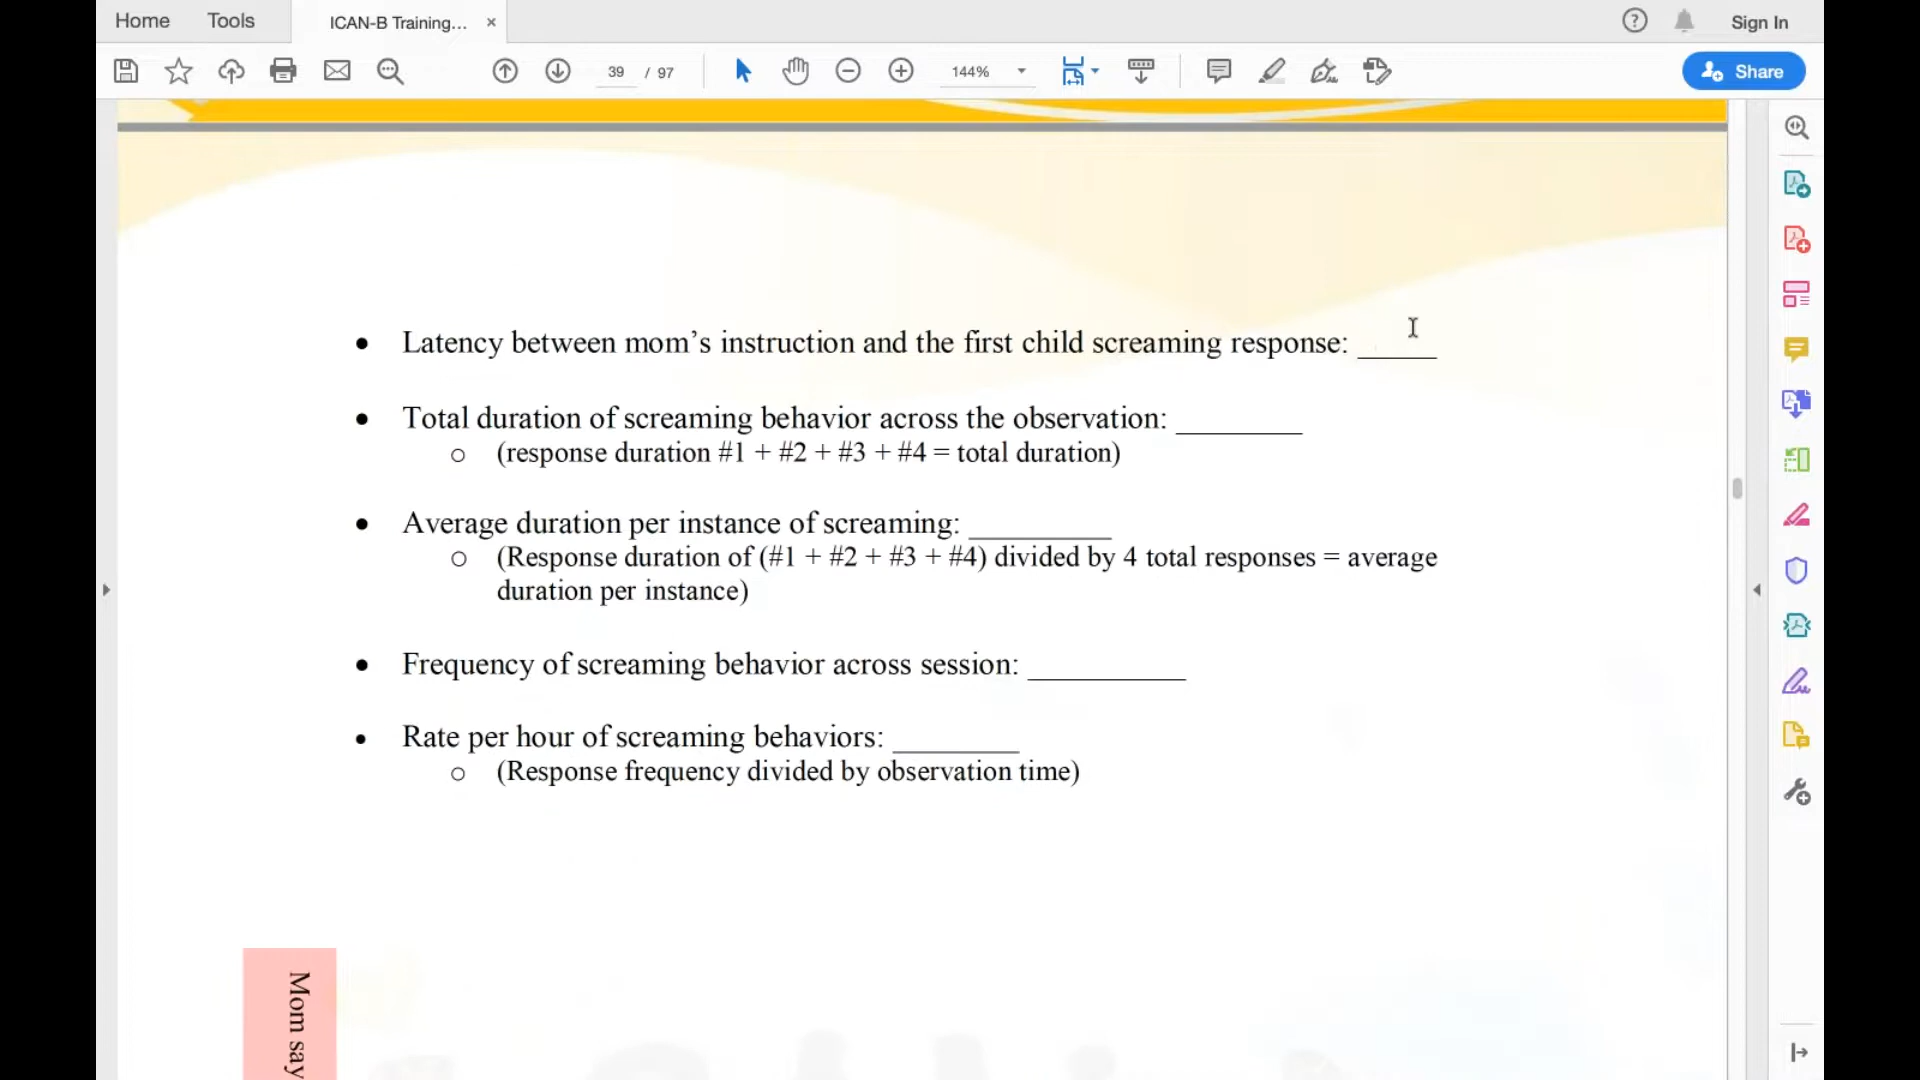 Home Tools ICAN-B Training... × Sign In
39 / 97 144% Share
• Latency between mom’s instruction and the first child screaming response: _____
• Total duration of screaming behavior across the observation: ________
o (response duration #1 + #2 + #3 + #4 = total duration)
• Average duration per instance of screaming: _________
o (Response duration of (#1 + #2 + #3 + #4) divided by 4 total responses = average
duration per instance)
• Frequency of screaming behavior across session: __________
• Rate per hour of screaming behaviors: ________
o (Response frequency divided by observation time)
Mom say